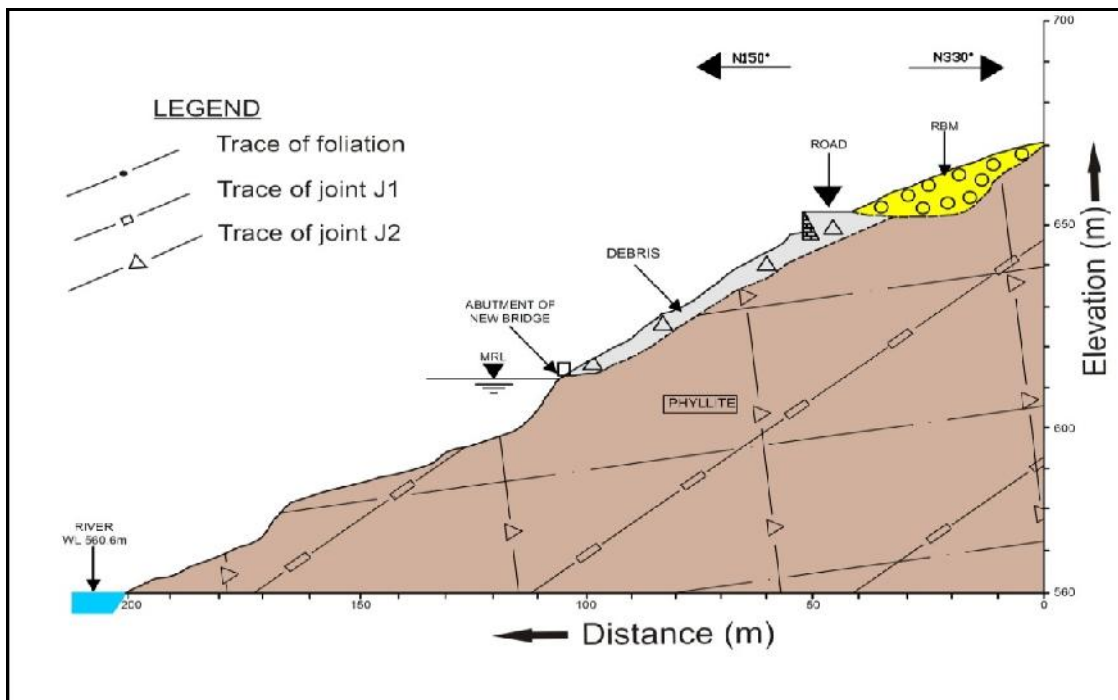 700
N150°
N330°
LEGEND
Trace of foliation
Trace of joint J1
Trace of joint J2
RBM
ROAD
650
DEBRIS
ABUTMENT OF
NEW BRIDGE
MRL
PHYLLITE
600
RIVER
WL 560.6m
560
200
150
100
50
0
Distance (m)
Elevation (m)